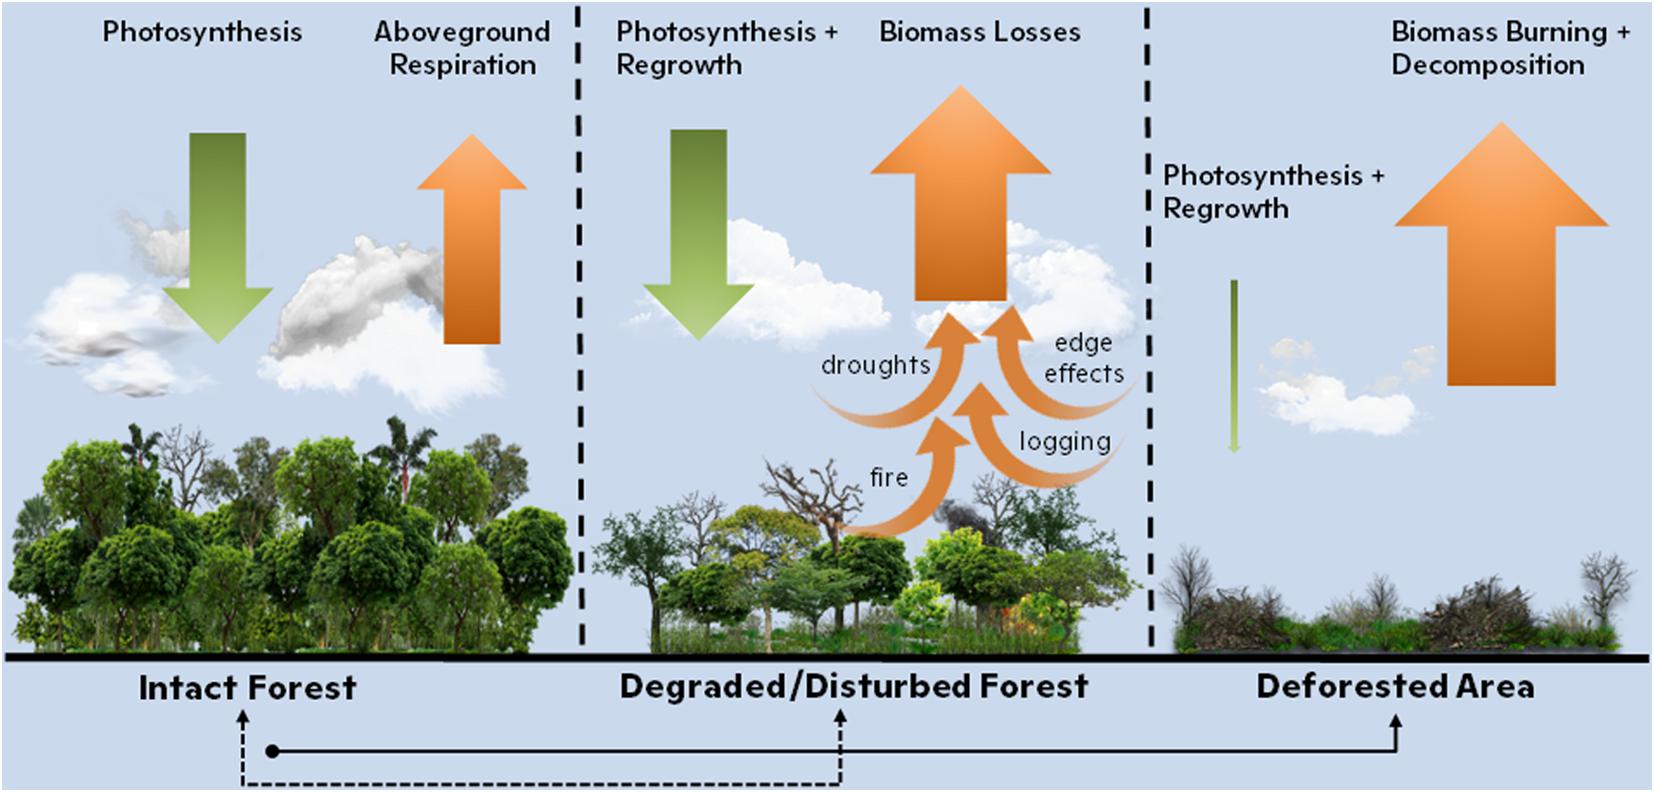 Photosynthesis
Aboveground
Respiration
Photosynthesis +
Regrowth
Biomass Losses
droughts
edge
effects
logging
fire
Biomass Burning +
Decomposition
Photosynthesis +
Regrowth
Intact Forest
Degraded/Disturbed Forest
Deforested Area